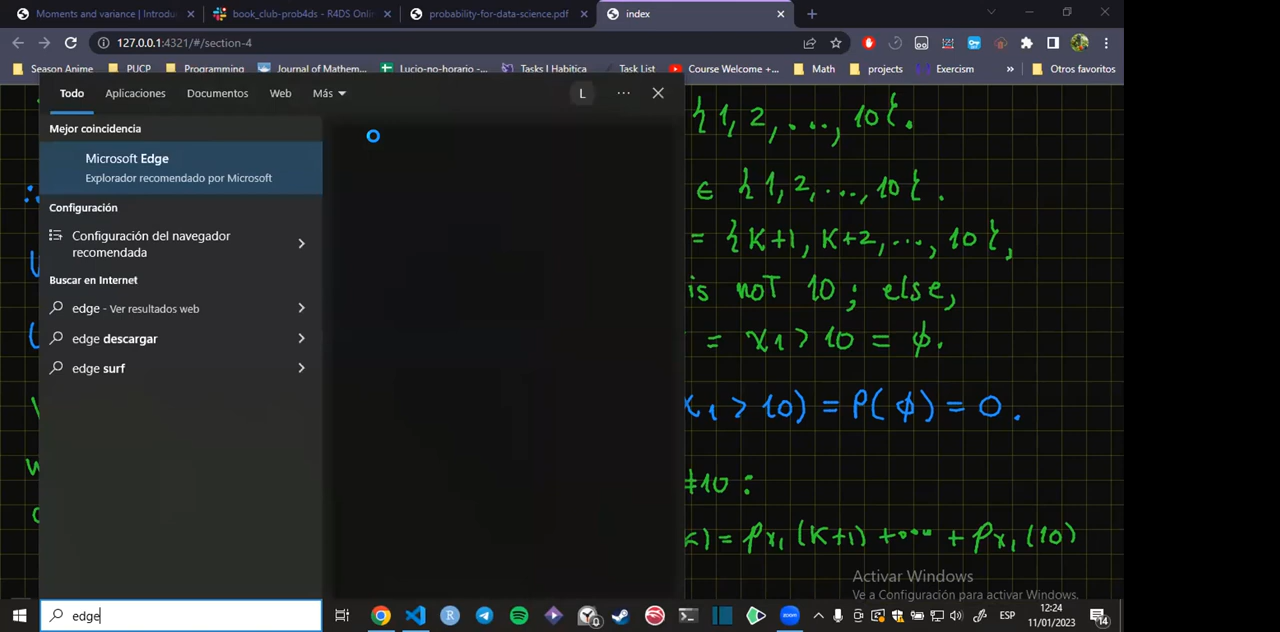 Moments and variance | Introdu
book_club-prob4ds - R4DS Onli
probability-for-data-science.pdf
index
127.0.0.1:4321/#/section-4
Season Anime
PUCP
Programming
Journal of Mathem...
Lucio-no-horario -...
Tasks | Habitica
Task List
Course Welcome +...
Math
projects
Exercism
»
Otros favoritos
Todo
Aplicaciones
Documentos
Web
Más
L
Mejor coincidencia
Microsoft Edge
Explorador recomendado por Microsoft
Configuración
Configuración del navegador
recomendada
Buscar en Internet
edge - Ver resultados web
edge descargar
edge surf
{1, 2, ..., 10}.
∈ {1, 2, ..., 10}.
= {K+1, K+2, ..., 10},
is not 10; else,
= x₁ > 10 = ϕ.
x₁ > 10) = P(ϕ) = 0.
≠10:
K) = Px₁(K+1) + ... + Px₁(10)
Activar Windows
Ve a Configuración para activar Windows.
edge
ESP
12:24
11/01/2023
14